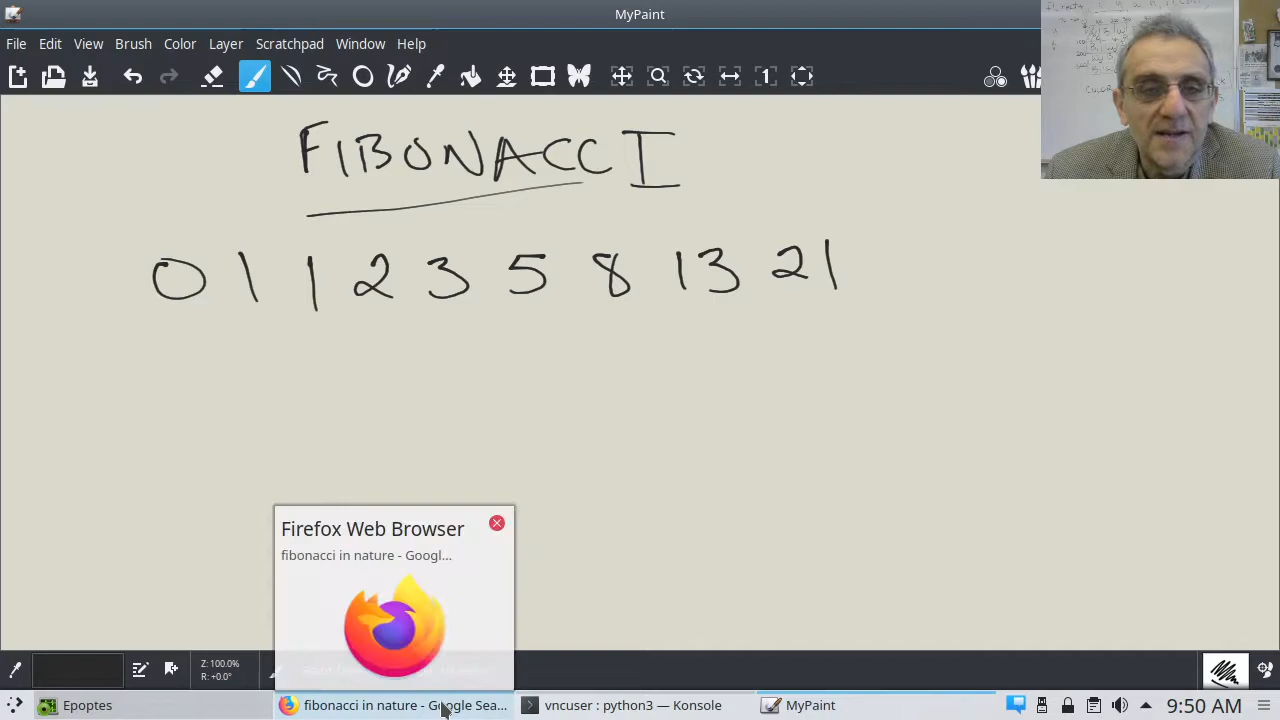 MyPaint
File Edit View Brush Color Layer Scratchpad Window Help
FIBONACCI
0 1 1 2 3 5 8 13 21
Firefox Web Browser
fibonacci in nature - Googl...
Z: 100.0%
R: +0.0°
Epoptes
fibonacci in nature - Google Sea...
vncuser : python3 — Konsole
MyPaint
9:50 AM